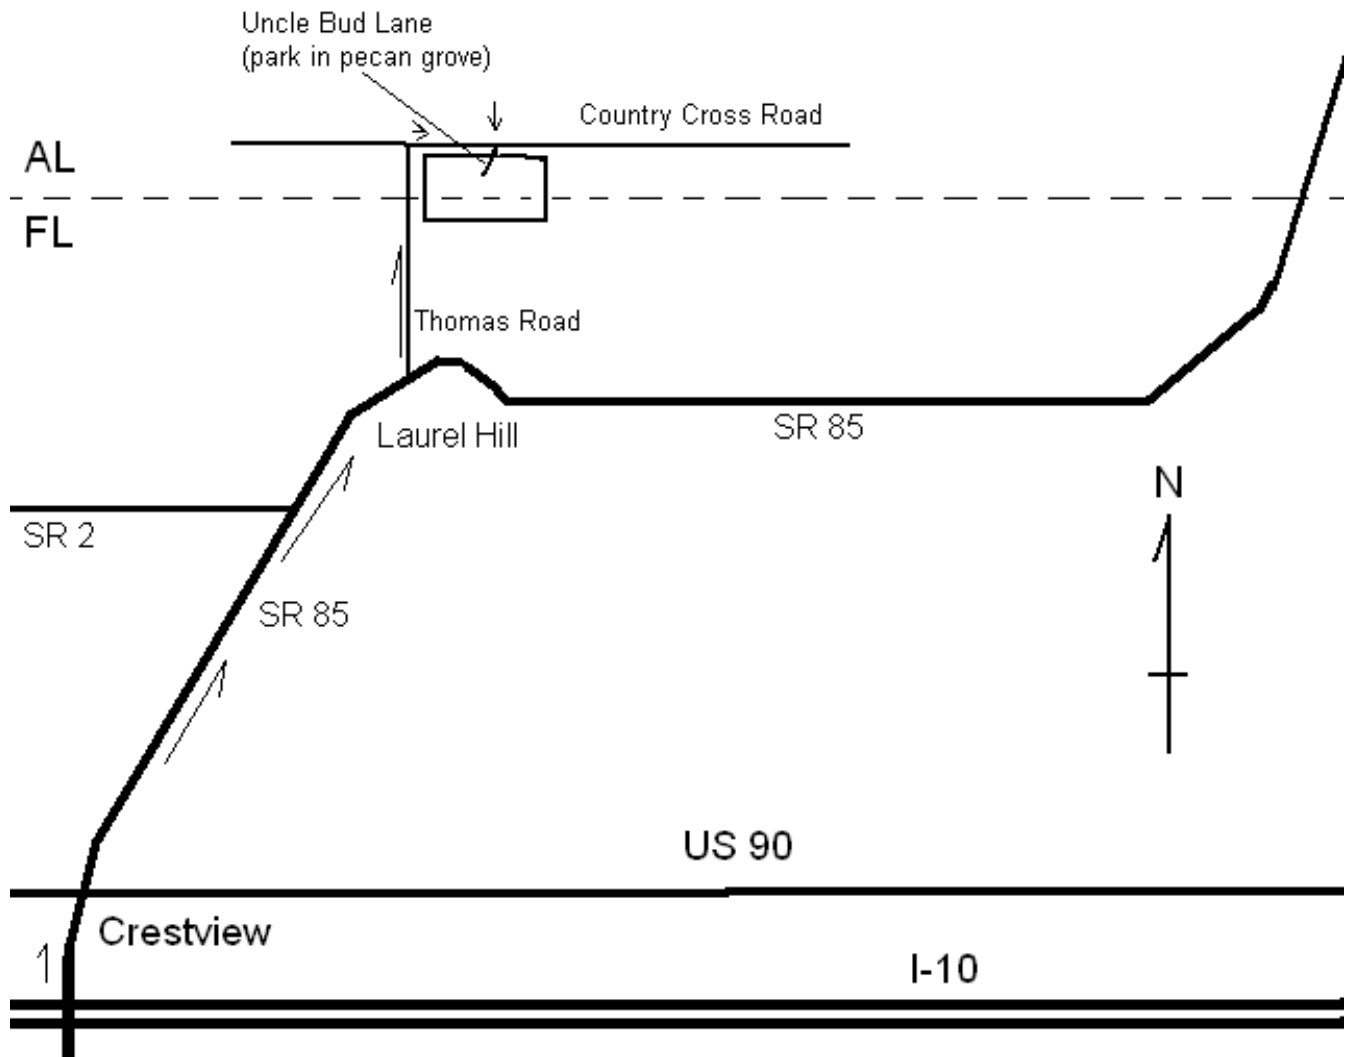 Uncle Bud Lane
(park in pecan grove)
Country Cross Road
AL
FL
Thomas Road
Laurel Hill
SR 85
N
SR 2
SR 85
US 90
Crestview
I-10